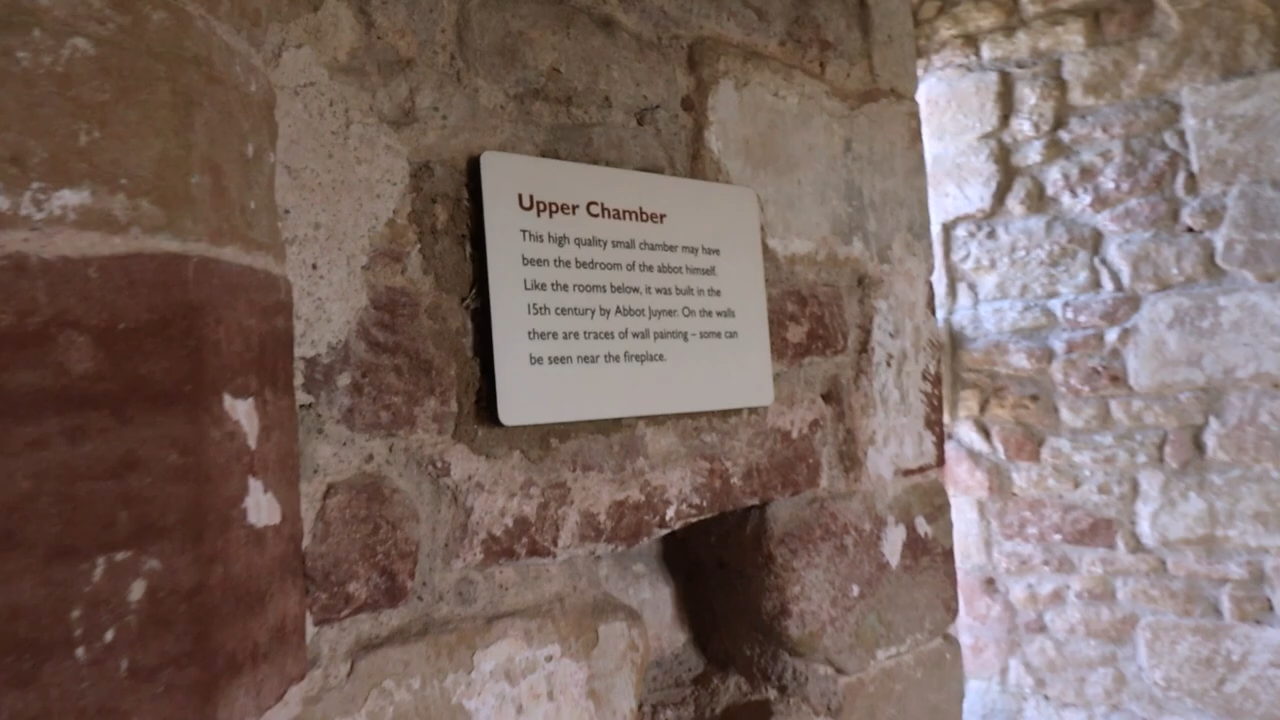 Upper Chamber
This high quality small chamber may have
been the bedroom of the abbot himself.
Like the rooms below, it was built in the
15th century by Abbot Juyner. On the walls
there are traces of wall painting – some can
be seen near the fireplace.